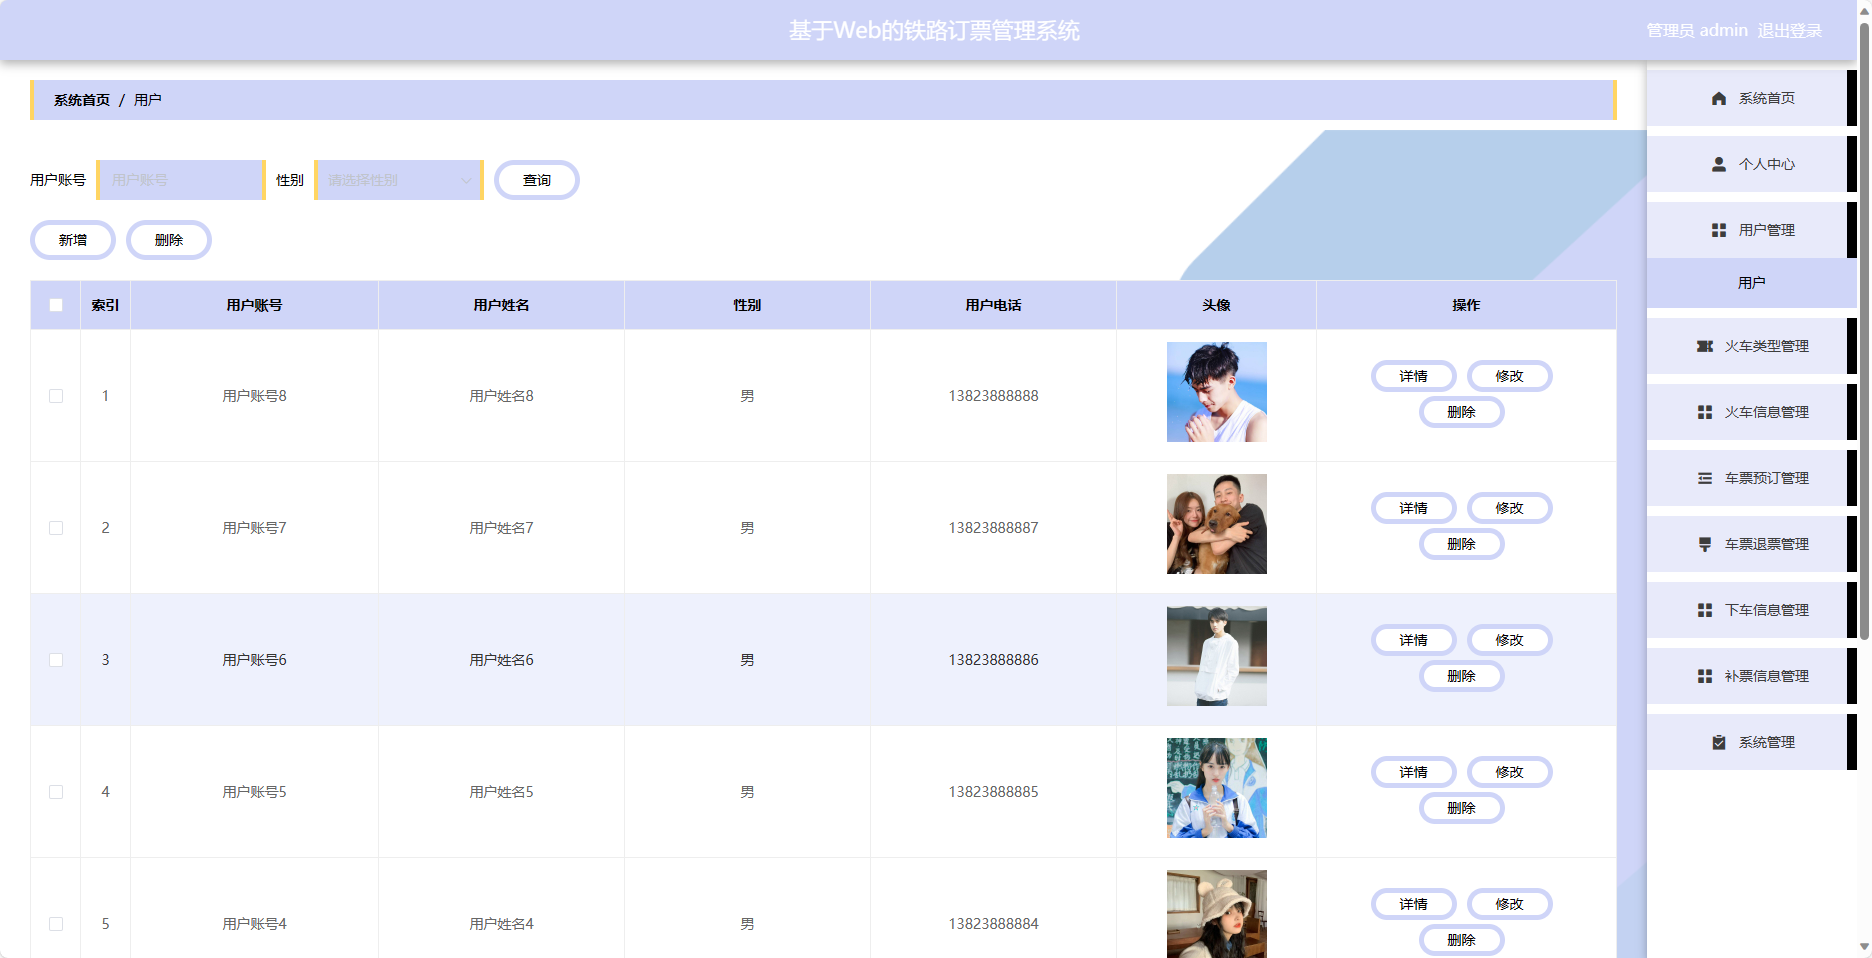 基于Web的铁路订票管理系统
管理员 admin 退出登录
系统首页 / 用户
用户账号 用户账号 性别 请选择性别 查询
新增 删除
索引 用户账号 用户姓名 性别 用户电话 头像 操作
1 用户账号8 用户姓名8 男 13823888888 详情 修改 删除
2 用户账号7 用户姓名7 男 13823888887 详情 修改 删除
3 用户账号6 用户姓名6 男 13823888886 详情 修改 删除
4 用户账号5 用户姓名5 男 13823888885 详情 修改 删除
5 用户账号4 用户姓名4 男 13823888884 详情 修改 删除
系统首页
个人中心
用户管理
用户
火车类型管理
火车信息管理
车票预订管理
车票退票管理
下车信息管理
补票信息管理
系统管理